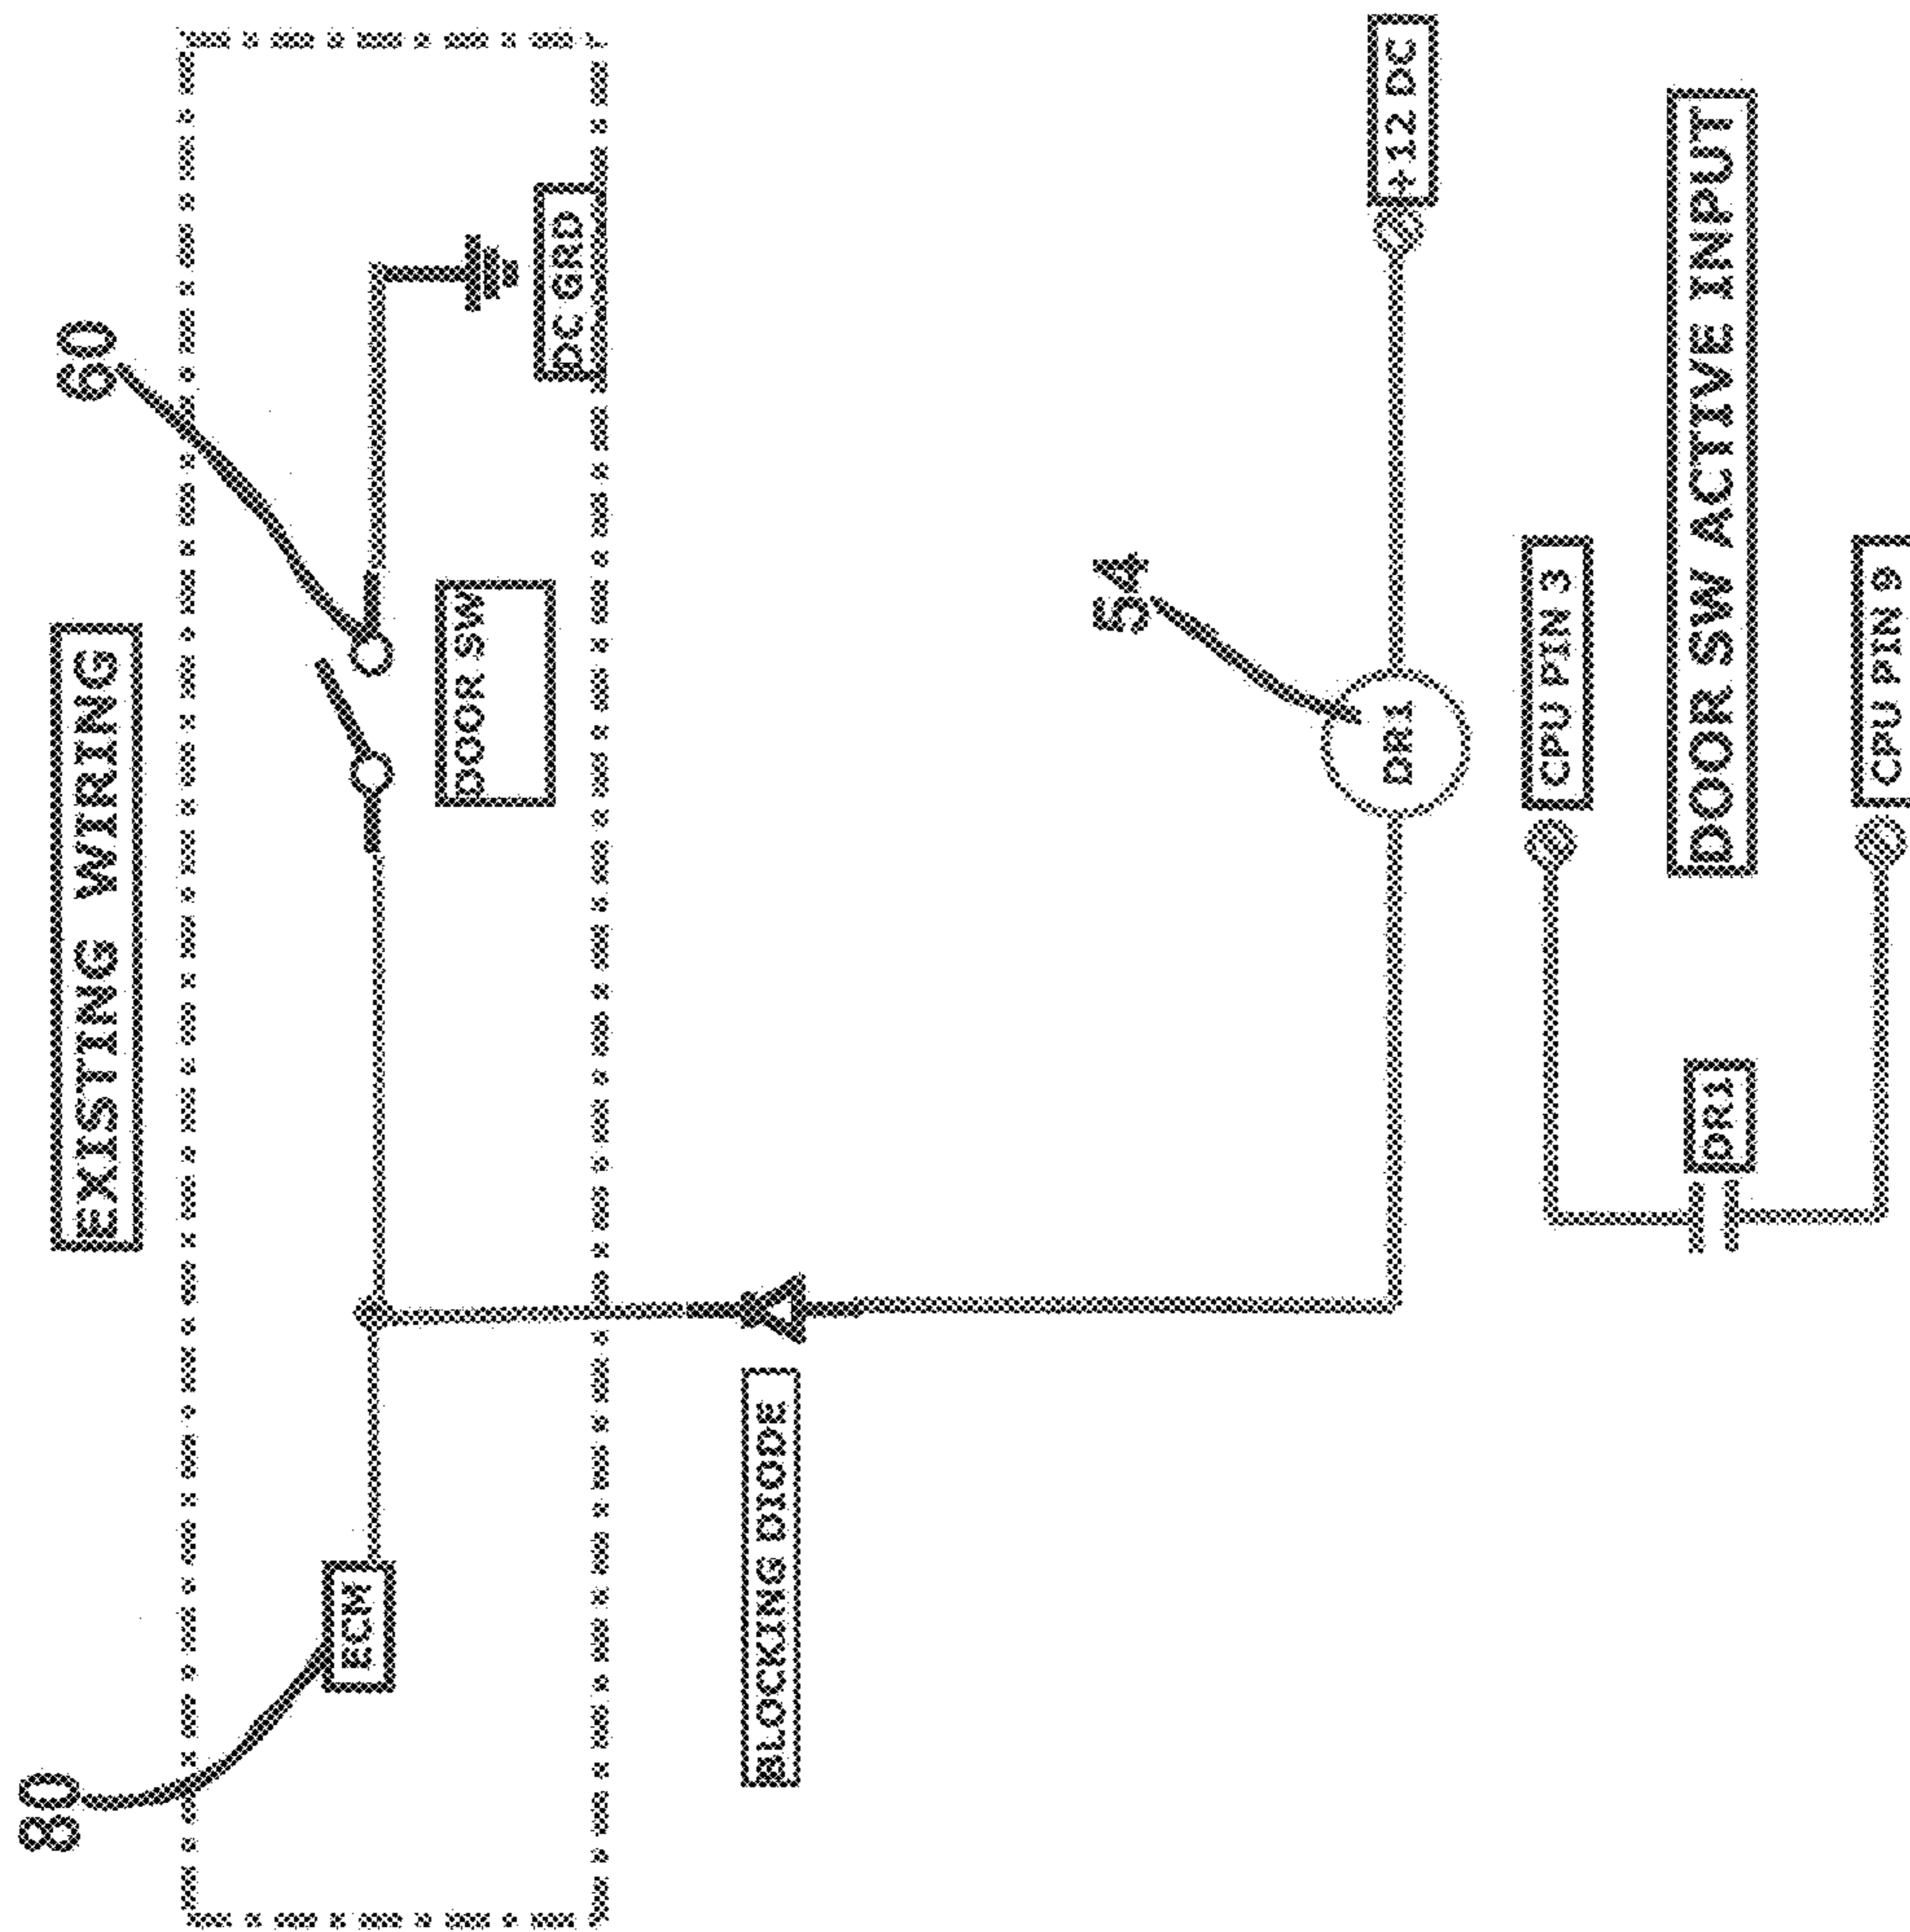 EXISTING WIRING
80
60
ECM
DOOR SW
DC GRD
BLOCKING DIODE
54
DR1
+12 DC
CPU PIN 3
DR1
DOOR SW ACTIVE INPUT
CPU PIN 9